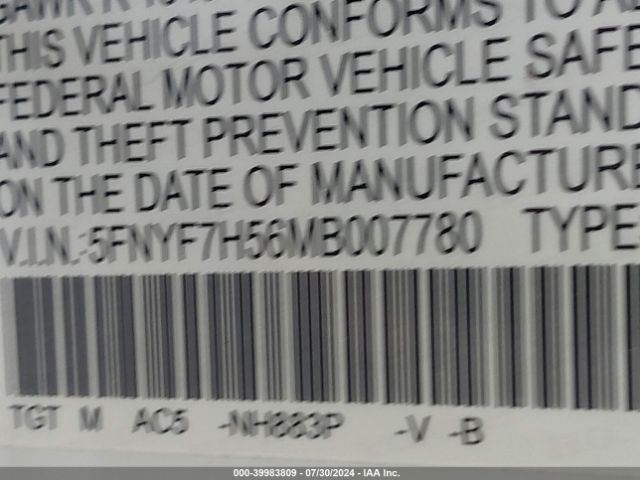 THIS VEHICLE CONFORMS TO
FEDERAL MOTOR VEHICLE SAFE
AND THEFT PREVENTION STAND
ON THE DATE OF MANUFACTURE
V.I.N.:5FNYF7H56MB007780 TYPE:
TGT M AC5 -NH883P -V -B
000-39983809 - 07/30/2024 - IAA Inc.